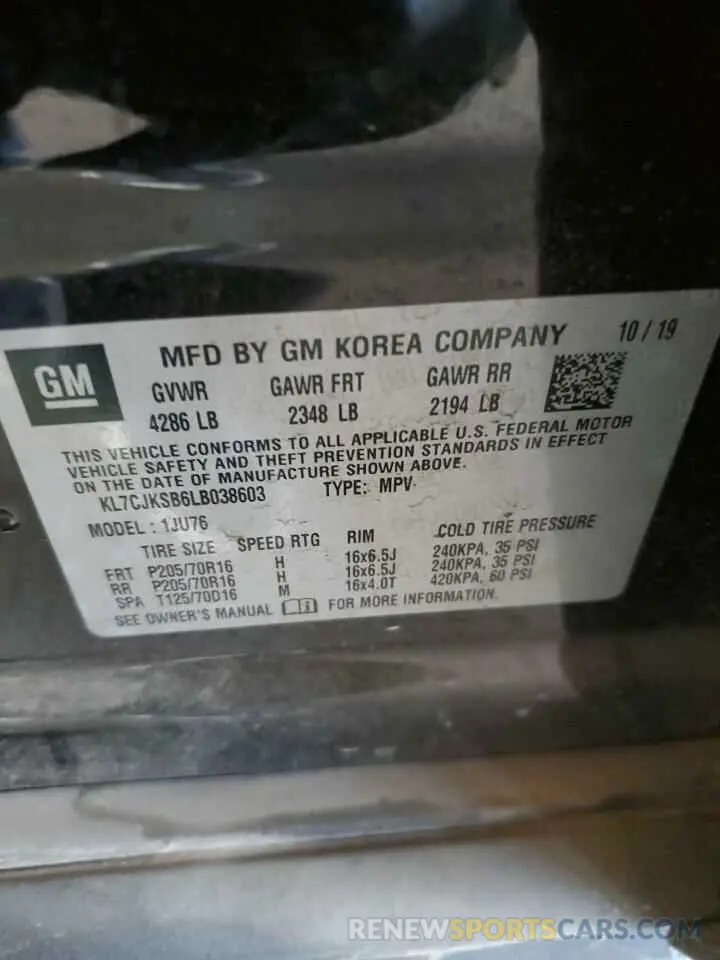 GM
MFD BY GM KOREA COMPANY 10 / 19
GVWR GAWR FRT GAWR RR
4286 LB 2348 LB 2194 LB
THIS VEHICLE CONFORMS TO ALL APPLICABLE U.S. FEDERAL MOTOR
VEHICLE SAFETY AND THEFT PREVENTION STANDARDS IN EFFECT
ON THE DATE OF MANUFACTURE SHOWN ABOVE.
KL7CJKSB6LB038603 TYPE: MPV
MODEL : 1JU76
TIRE SIZE SPEED RTG RIM COLD TIRE PRESSURE
FRT P205/70R16 H 16x6.5J 240KPA, 35 PSI
RR P205/70R16 H 16x6.5J 240KPA, 35 PSI
SPA T125/70D16 M 16x4.0T 420KPA, 60 PSI
SEE OWNER'S MANUAL FOR MORE INFORMATION.
RENEWSPORTSCARS.COM